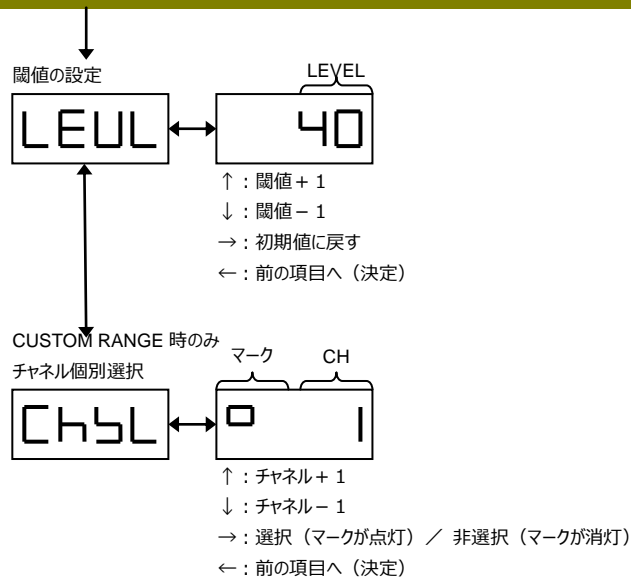 閾値の設定
LEVEL
LEUL
40
↑：閾値＋1
↓：閾値－1
→：初期値に戻す
←：前の項目へ（決定）
CUSTOM RANGE 時のみ
チャネル個別選択
マーク CH
ChSL
1
↑：チャネル＋1
↓：チャネル－1
→：選択（マークが点灯）／ 非選択（マークが消灯）
←：前の項目へ（決定）